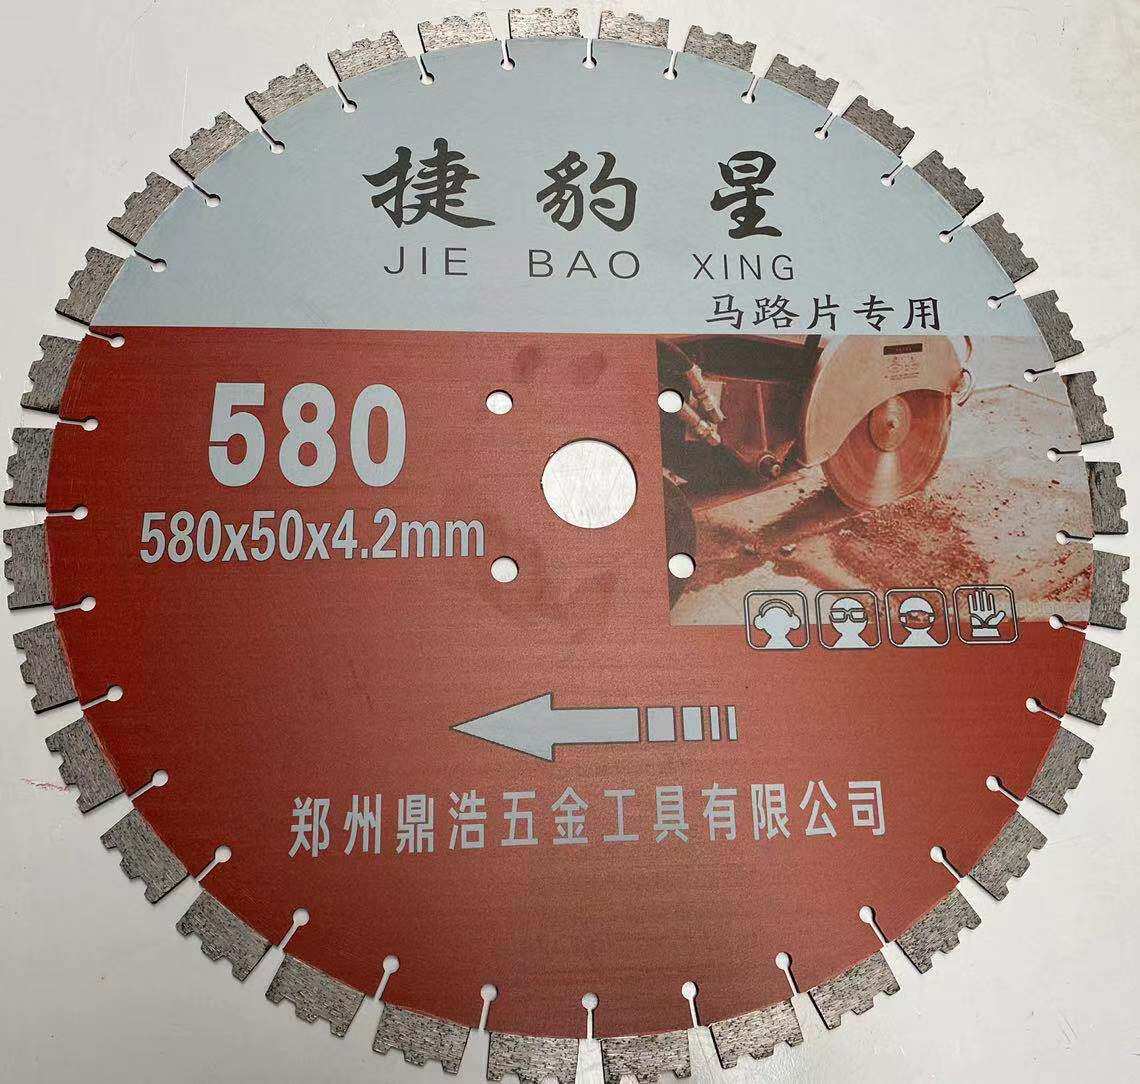 捷豹星
JIE BAO XING
马路片专用
580
580x50x4.2mm
郑州鼎浩五金工具有限公司